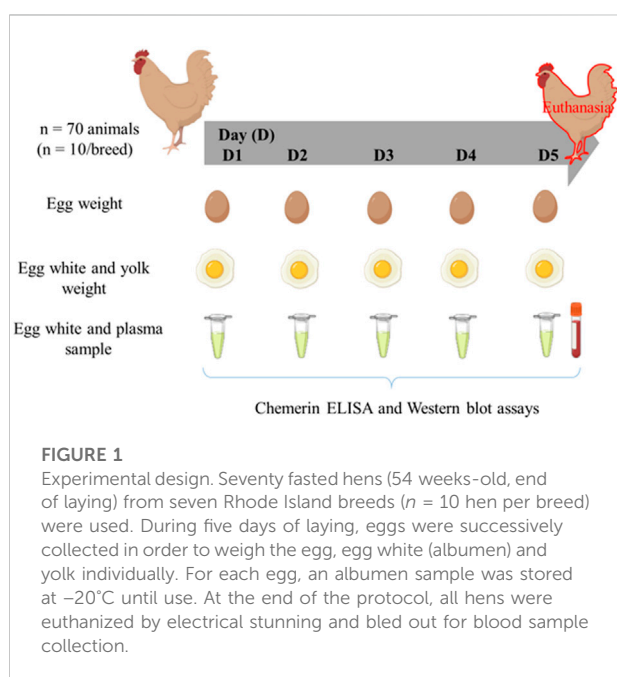 Euthanasia
n = 70 animals
(n = 10/breed)
Day (D)
D1 D2 D3 D4 D5
Egg weight
Egg white and yolk
weight
Egg white and plasma
sample
Chemerin ELISA and Western blot assays
FIGURE 1
Experimental design. Seventy fasted hens (54 weeks-old, end
of laying) from seven Rhode Island breeds (n = 10 hen per breed)
were used. During five days of laying, eggs were successively
collected in order to weigh the egg, egg white (albumen) and
yolk individually. For each egg, an albumen sample was stored
at −20°C until use. At the end of the protocol, all hens were
euthanized by electrical stunning and bled out for blood sample
collection.